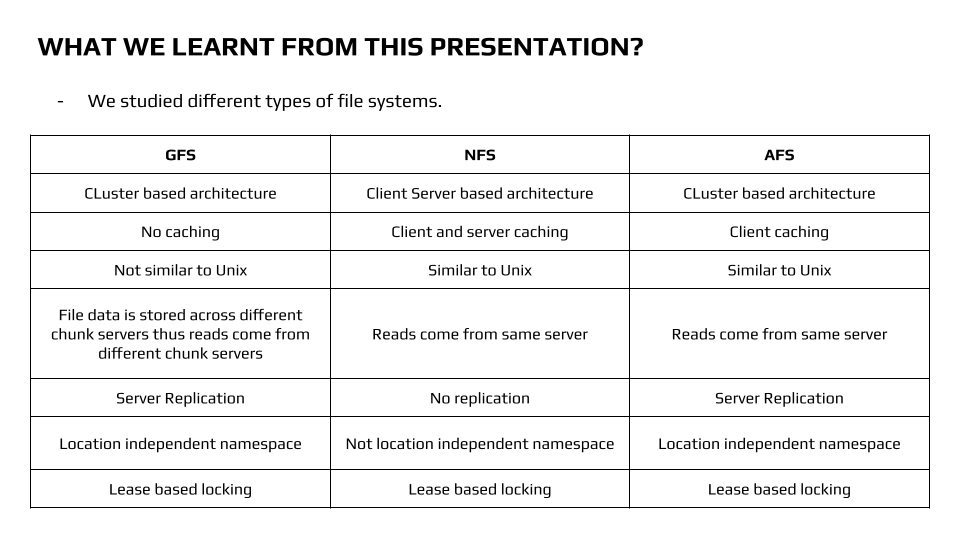 WHAT WE LEARNT FROM THIS PRESENTATION?
- We studied different types of file systems.
GFS NFS AFS
CLuster based architecture Client Server based architecture CLuster based architecture
No caching Client and server caching Client caching
Not similar to Unix Similar to Unix Similar to Unix
File data is stored across different
chunk servers thus reads come from
different chunk servers
Reads come from same server Reads come from same server
Server Replication No replication Server Replication
Location independent namespace Not location independent namespace Location independent namespace
Lease based locking Lease based locking Lease based locking